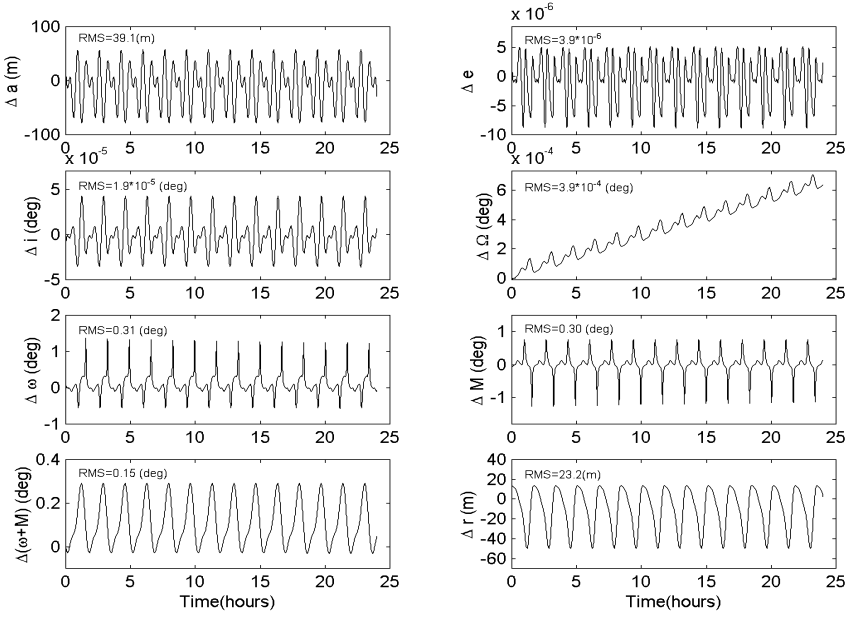 RMS=39.1(m)
Δ a (m)
100
0
-100
0 5 10 15 20 25
x 10-6
RMS=3.9*10-6
Δ e
5
0
-5
-10
0 5 10 15 20 25
x 10-5
RMS=1.9*10-5 (deg)
Δ i (deg)
5
0
-5
0 5 10 15 20 25
x 10-4
RMS=3.9*10-4 (deg)
Δ Ω (deg)
6
4
2
0
0 5 10 15 20 25
RMS=0.31 (deg)
Δ ω (deg)
2
1
0
-1
0 5 10 15 20 25
RMS=0.30 (deg)
Δ M (deg)
1
0
-1
0 5 10 15 20 25
RMS=0.15 (deg)
Δ(ω+M) (deg)
0.4
0.2
0
0 5 10 15 20 25
Time(hours)
RMS=23.2(m)
Δ r (m)
40
20
0
-20
-40
-60
0 5 10 15 20 25
Time(hours)